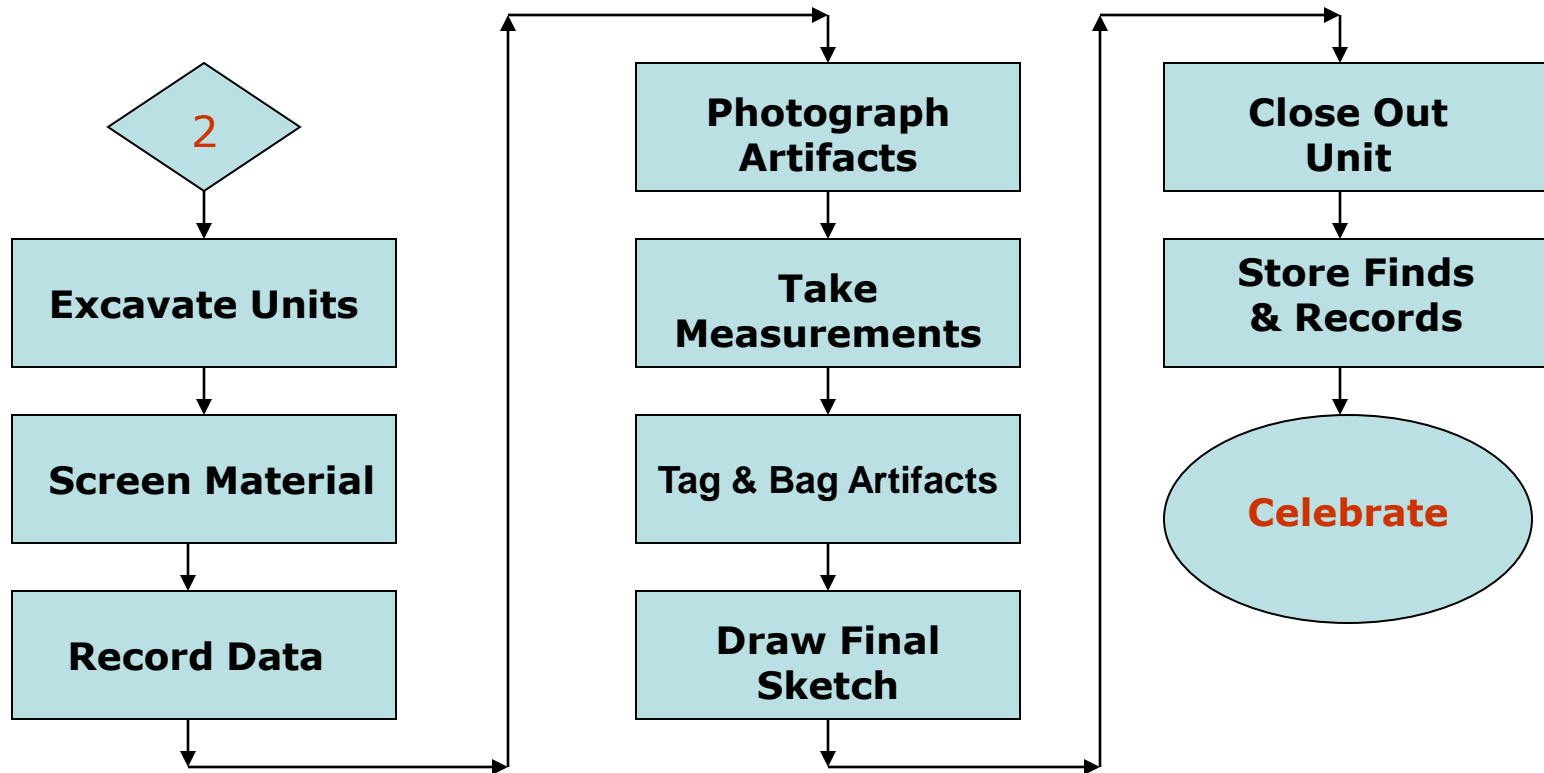 2
Excavate Units
Screen Material
Record Data
Photograph
Artifacts
Take
Measurements
Tag & Bag Artifacts
Draw Final
Sketch
Close Out
Unit
Store Finds
& Records
Celebrate